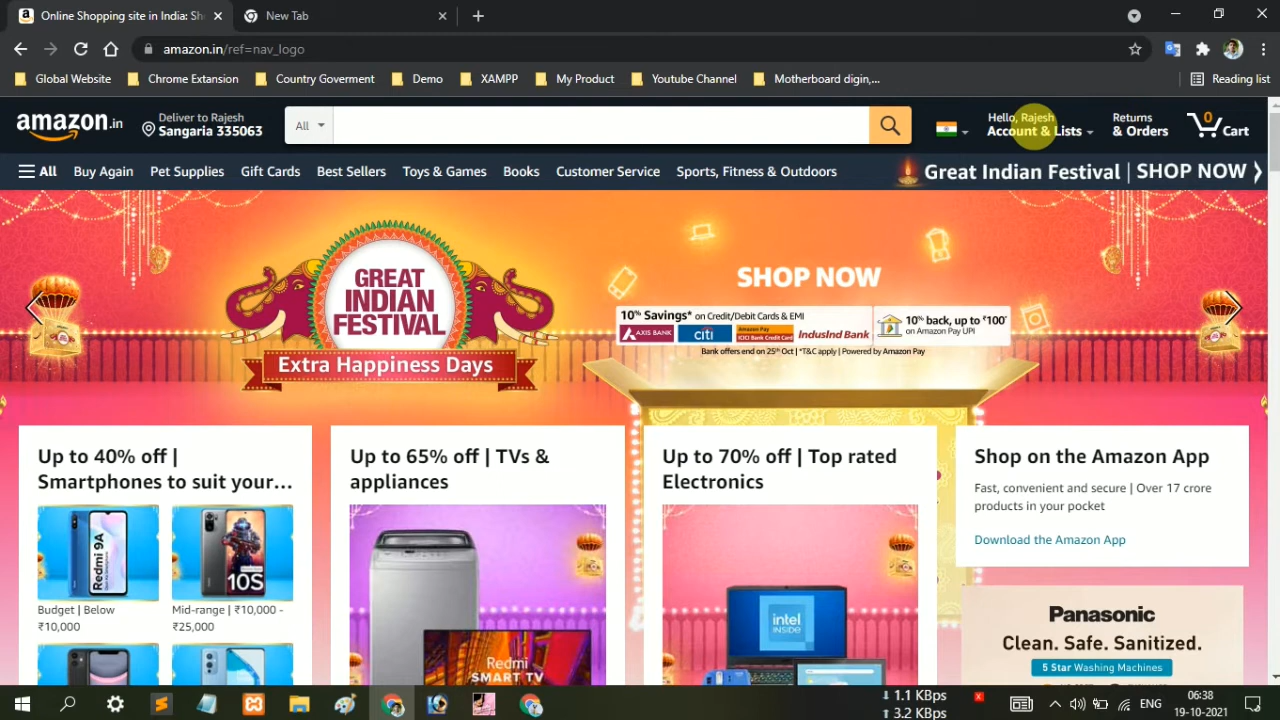 Online Shopping site in India: Sh
New Tab
amazon.in/ref=nav_logo
Global Website
Chrome Extansion
Country Goverment
Demo
XAMPP
My Product
Youtube Channel
Motherboard digin,...
Reading list
amazon.in
Deliver to Rajesh
Sangaria 335063
All
Hello, Rajesh
Account & Lists
Returns
& Orders
0
Cart
All
Buy Again
Pet Supplies
Gift Cards
Best Sellers
Toys & Games
Books
Customer Service
Sports, Fitness & Outdoors
Great Indian Festival | SHOP NOW
GREAT
INDIAN
FESTIVAL
Extra Happiness Days
SHOP NOW
10% Savings* on Credit/Debit Cards & EMI
AXIS BANK
citi
Amazon Pay
ICICI Bank Credit Card
IndusInd Bank
10% back, up to ₹100*
on Amazon Pay UPI
Bank offers end on 25th Oct | *T&C apply | Powered by Amazon Pay
Up to 40% off |
Smartphones to suit your...
Redmi 9A
10S
Budget | Below
₹10,000
Mid-range | ₹10,000 -
₹25,000
Up to 65% off | TVs &
appliances
Redmi
SMART TV
Up to 70% off | Top rated
Electronics
intel
INSIDE
Shop on the Amazon App
Fast, convenient and secure | Over 17 crore
products in your pocket
Download the Amazon App
Panasonic
Clean. Safe. Sanitized.
5 Star Washing Machines
1.1 KBps
3.2 KBps
ENG
06:38
19-10-2021